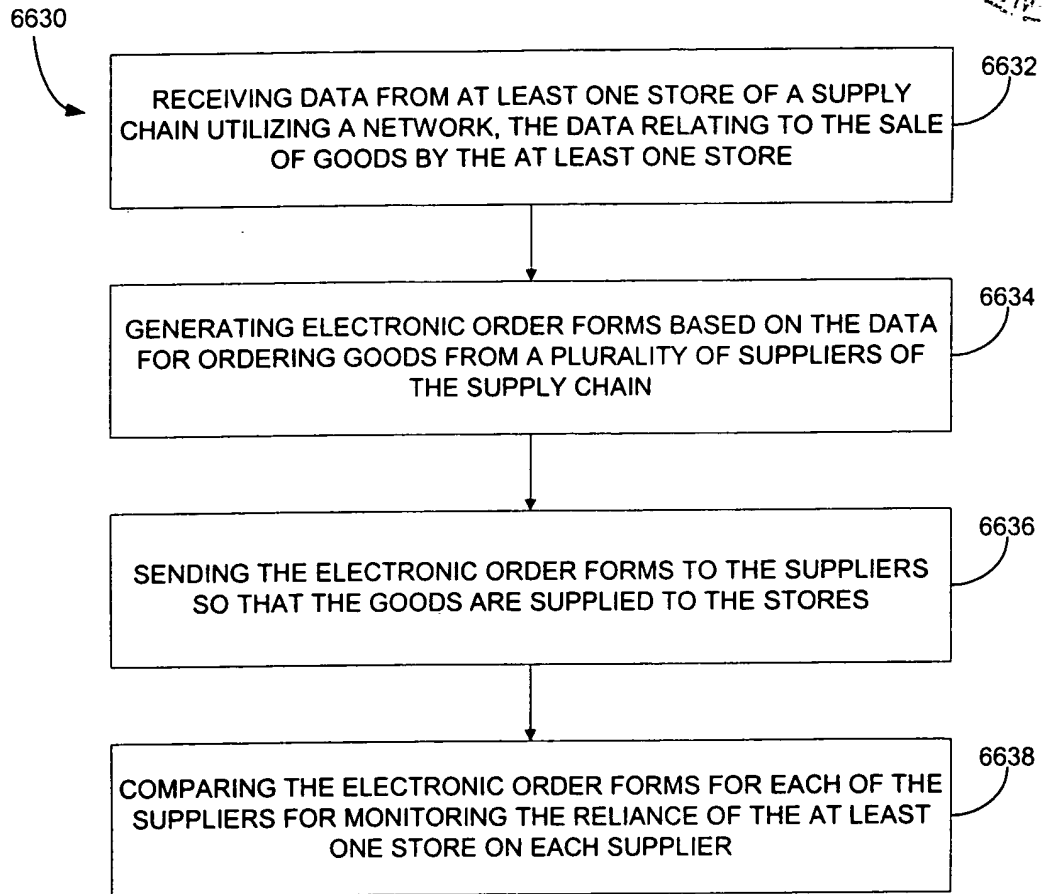 6630
6632
RECEIVING DATA FROM AT LEAST ONE STORE OF A SUPPLY
CHAIN UTILIZING A NETWORK, THE DATA RELATING TO THE SALE
OF GOODS BY THE AT LEAST ONE STORE
6634
GENERATING ELECTRONIC ORDER FORMS BASED ON THE DATA
FOR ORDERING GOODS FROM A PLURALITY OF SUPPLIERS OF
THE SUPPLY CHAIN
6636
SENDING THE ELECTRONIC ORDER FORMS TO THE SUPPLIERS
SO THAT THE GOODS ARE SUPPLIED TO THE STORES
6638
COMPARING THE ELECTRONIC ORDER FORMS FOR EACH OF THE
SUPPLIERS FOR MONITORING THE RELIANCE OF THE AT LEAST
ONE STORE ON EACH SUPPLIER